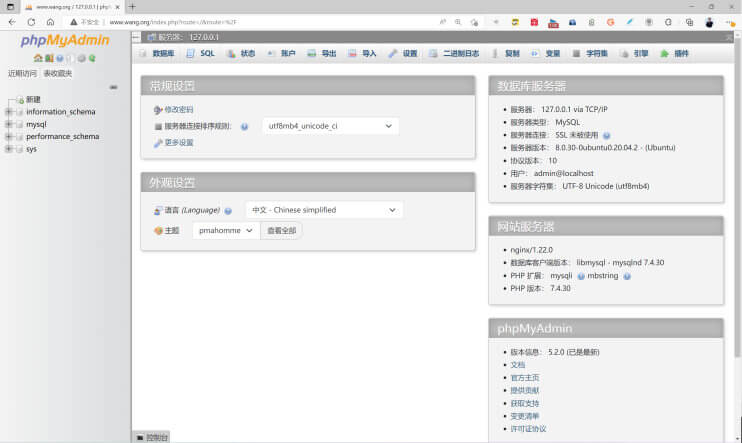 www.wang.org / 127.0.0.1 | phpM
不安全 | www.wang.org/index.php?route=/&route=%2F
phpMyAdmin
近期访问 表收藏夹
新建
information_schema
mysql
performance_schema
sys
服务器: 127.0.0.1
数据库 SQL 状态 账户 导出 导入 设置 二进制日志 复制 变量 字符集 引擎 插件
常规设置
修改密码
服务器连接排序规则: utf8mb4_unicode_ci
更多设置
外观设置
语言 (Language) 中文 - Chinese simplified
主题 pmahomme 查看全部
数据库服务器
服务器: 127.0.0.1 via TCP/IP
服务器类型: MySQL
服务器连接: SSL 未被使用
服务器版本: 8.0.30-0ubuntu0.20.04.2 - (Ubuntu)
协议版本: 10
用户: admin@localhost
服务器字符集: UTF-8 Unicode (utf8mb4)
网站服务器
nginx/1.22.0
数据库客户端版本: libmysql - mysqlnd 7.4.30
PHP 扩展: mysqli mbstring
PHP 版本: 7.4.30
phpMyAdmin
版本信息: 5.2.0 (已是最新)
文档
官方主页
提供贡献
获取支持
变更清单
许可证协议
控制台